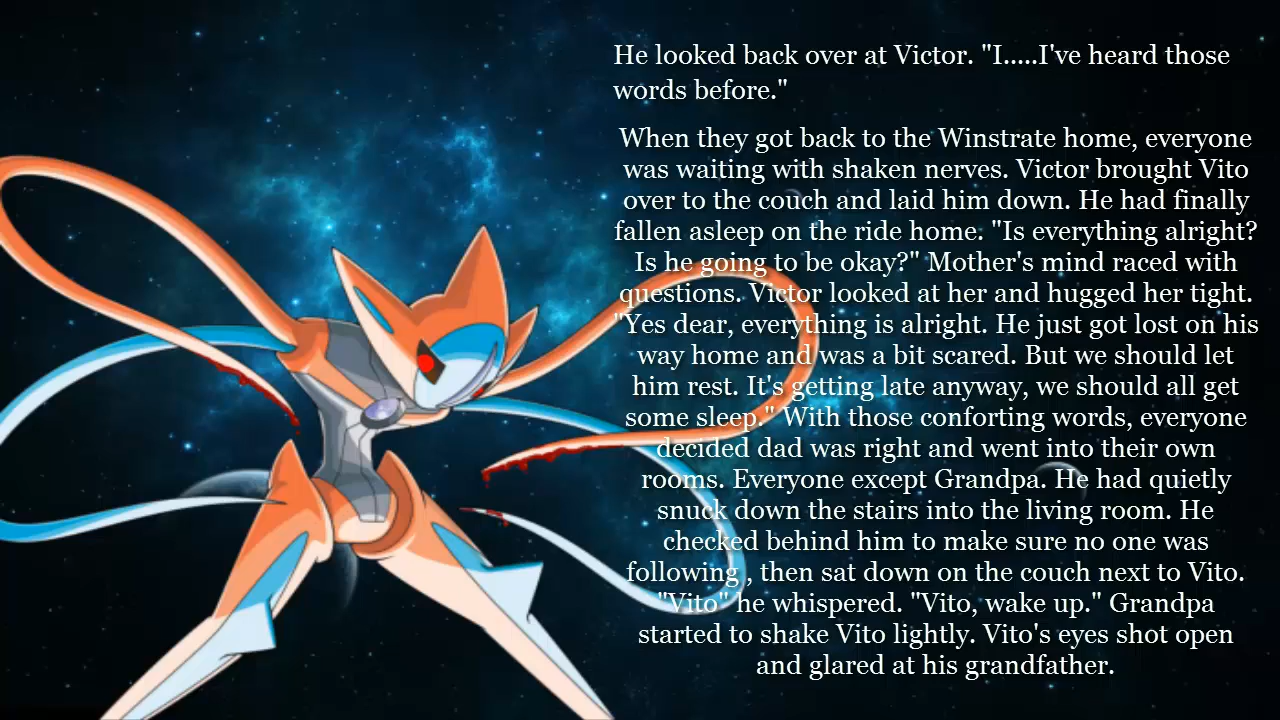 He looked back over at Victor. "I.....I've heard those
words before."
When they got back to the Winstrate home, everyone
was waiting with shaken nerves. Victor brought Vito
over to the couch and laid him down. He had finally
fallen asleep on the ride home. "Is everything alright?
Is he going to be okay?" Mother's mind raced with
questions. Victor looked at her and hugged her tight.
"Yes dear, everything is alright. He just got lost on his
way home and was a bit scared. But we should let
him rest. It's getting late anyway, we should all get
some sleep." With those conforting words, everyone
decided dad was right and went into their own
rooms. Everyone except Grandpa. He had quietly
snuck down the stairs into the living room. He
checked behind him to make sure no one was
following , then sat down on the couch next to Vito.
"Vito" he whispered. "Vito, wake up." Grandpa
started to shake Vito lightly. Vito's eyes shot open
and glared at his grandfather.